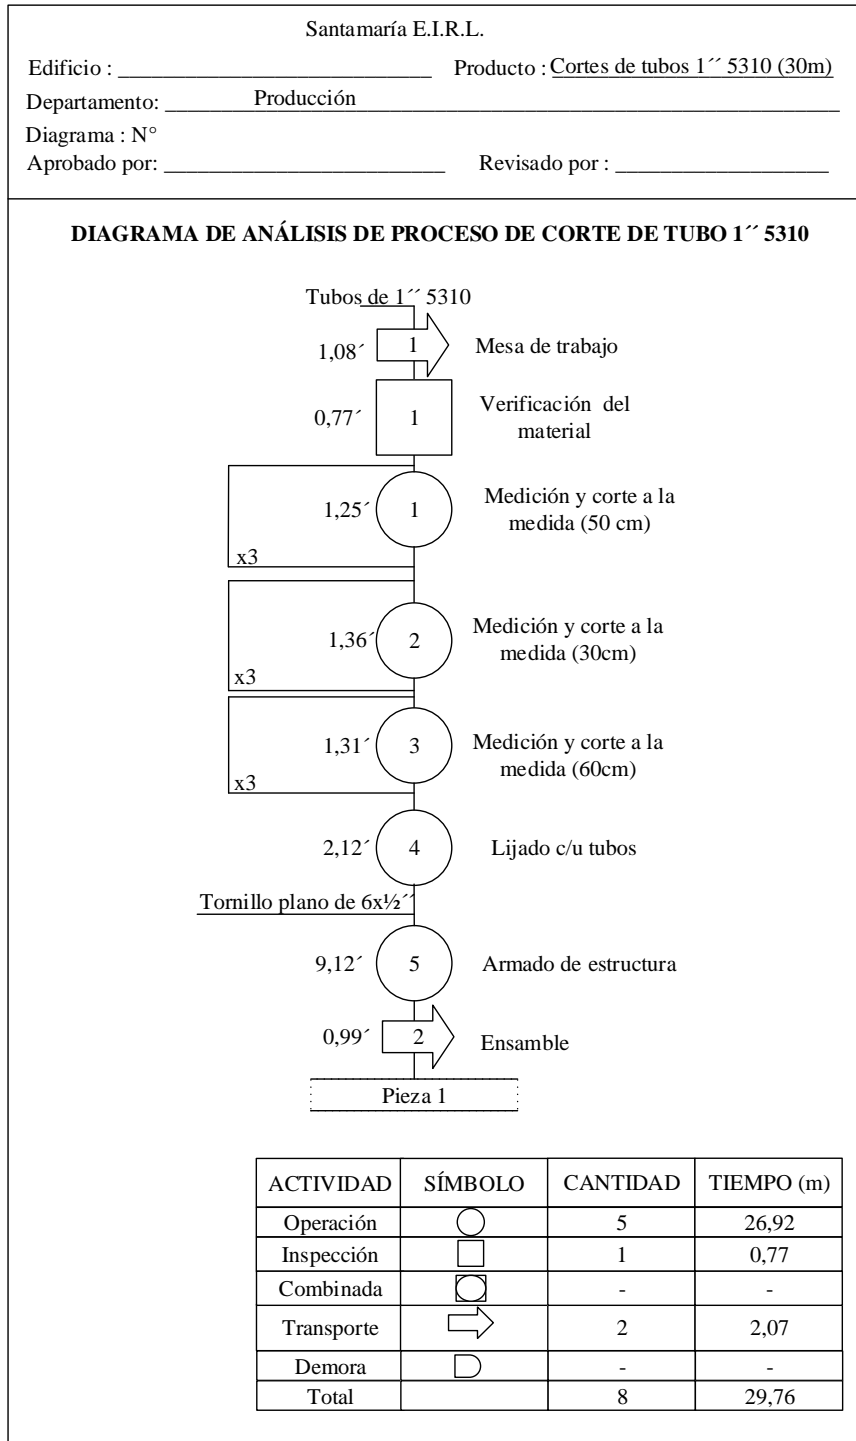 Santamaría E.I.R.L.
Edificio : ____________________________ Producto : Cortes de tubos 1´´ 5310 (30m)
Departamento: Producción
Diagrama : N°
Aprobado por: _________________________ Revisado por : ___________________
DIAGRAMA DE ANÁLISIS DE PROCESO DE CORTE DE TUBO 1´´ 5310
Tubos de 1´´ 5310
1,08´ 1 Mesa de trabajo
0,77´ 1 Verificación del
material
1,25´ 1 Medición y corte a la
medida (50 cm)
x3
1,36´ 2 Medición y corte a la
medida (30cm)
x3
1,31´ 3 Medición y corte a la
medida (60cm)
x3
2,12´ 4 Lijado c/u tubos
Tornillo plano de 6x½´´
9,12´ 5 Armado de estructura
0,99´ 2 Ensamble
Pieza 1
ACTIVIDAD SÍMBOLO CANTIDAD TIEMPO (m)
Operación 5 26,92
Inspección 1 0,77
Combinada - -
Transporte 2 2,07
Demora - -
Total 8 29,76